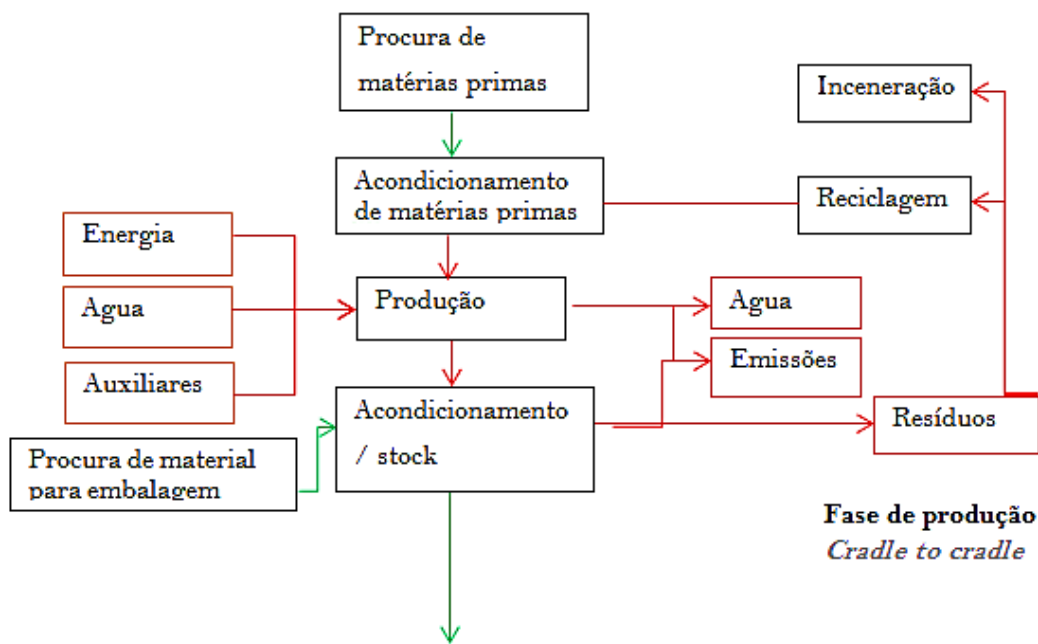 Procura de
matérias primas
Inceneração
Acondicionamento
de matérias primas
Reciclagem
Energia
Agua
Produção
Agua
Emissões
Auxiliares
Acondicionamento
/ stock
Resíduos
Procura de material
para embalagem
Fase de produção
Cradle to cradle